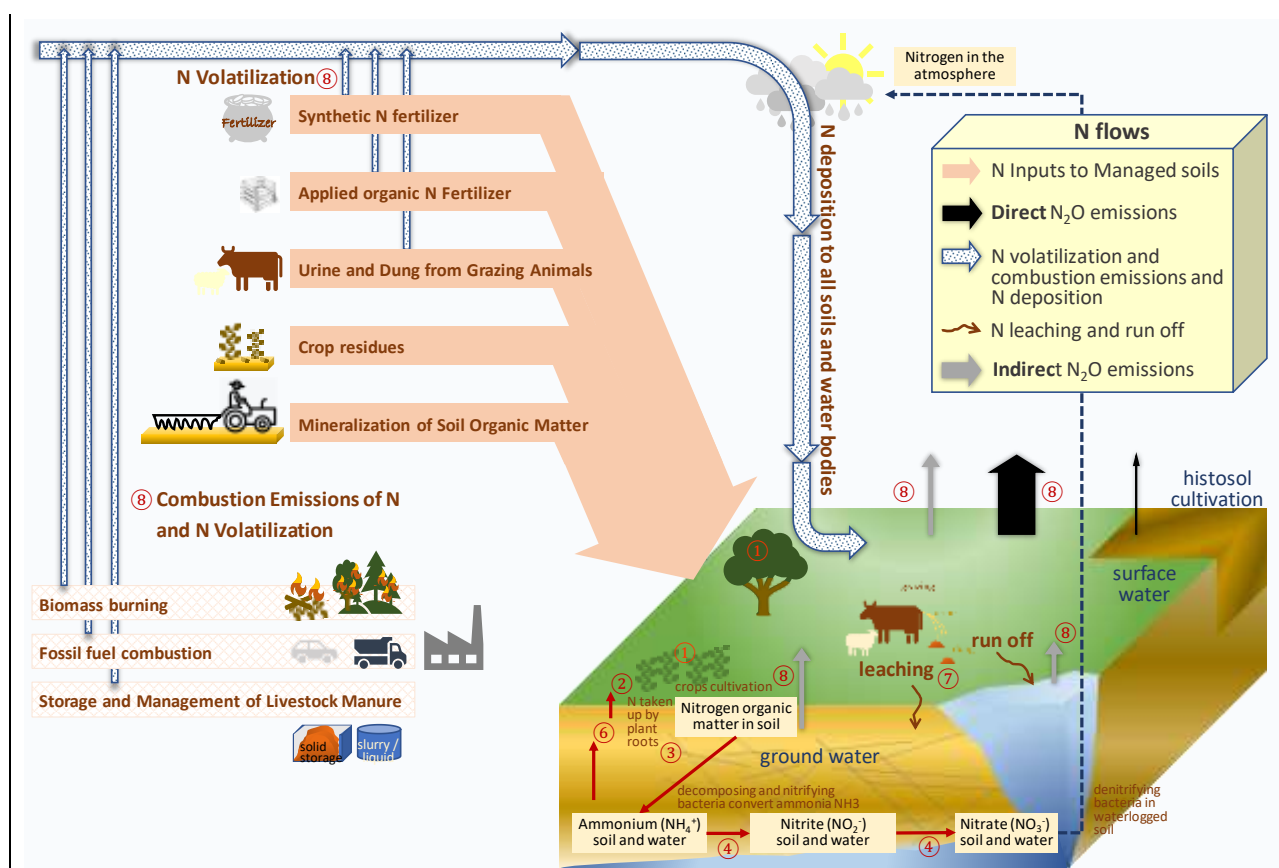 N Volatilization ⑧
Fertilizer
Synthetic N fertilizer
Applied organic N Fertilizer
Urine and Dung from Grazing Animals
Crop residues
Mineralization of Soil Organic Matter
⑧ Combustion Emissions of N
and N Volatilization
Biomass burning
Fossil fuel combustion
Storage and Management of Livestock Manure
solid
storage
slurry /
liquid
N deposition to all soils and water bodies
Nitrogen in the
atmosphere
N flows
N Inputs to Managed soils
Direct N₂O emissions
N volatilization and
combustion emissions and
N deposition
N leaching and run off
Indirect N₂O emissions
⑧
⑧
histosol
cultivation
surface
water
①
run off
⑧
leaching ⑦
①
②
crops cultivation
⑧
N taken
up by
plant
roots
⑥
Nitrogen organic
matter in soil
③
ground water
decomposing and nitrifying
bacteria convert ammonia NH3
denitrifying
bacteria in
waterlogged
soil
Ammonium (NH₄⁺)
soil and water
④
Nitrite (NO₂⁻)
soil and water
④
Nitrate (NO₃⁻)
soil and water